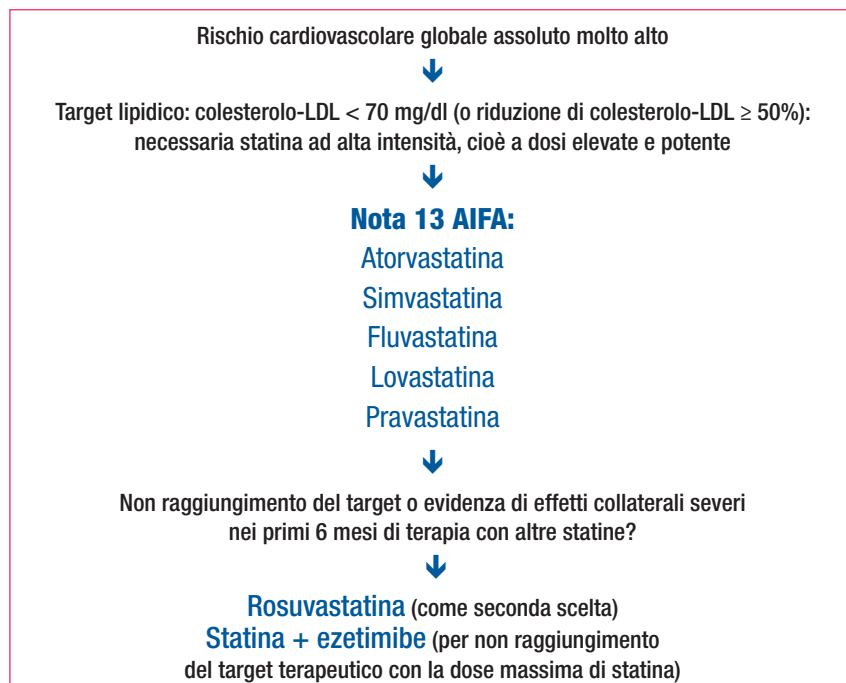 Rischio cardiovascolare globale assoluto molto alto
Target lipidico: colesterolo-LDL < 70 mg/dl (o riduzione di colesterolo-LDL ≥ 50%):
necessaria statina ad alta intensità, cioè a dosi elevate e potente
Nota 13 AIFA:
Atorvastatina
Simvastatina
Fluvastatina
Lovastatina
Pravastatina
Non raggiungimento del target o evidenza di effetti collaterali severi
nei primi 6 mesi di terapia con altre statine?
Rosuvastatina (come seconda scelta)
Statina + ezetimibe (per non raggiungimento
del target terapeutico con la dose massima di statina)